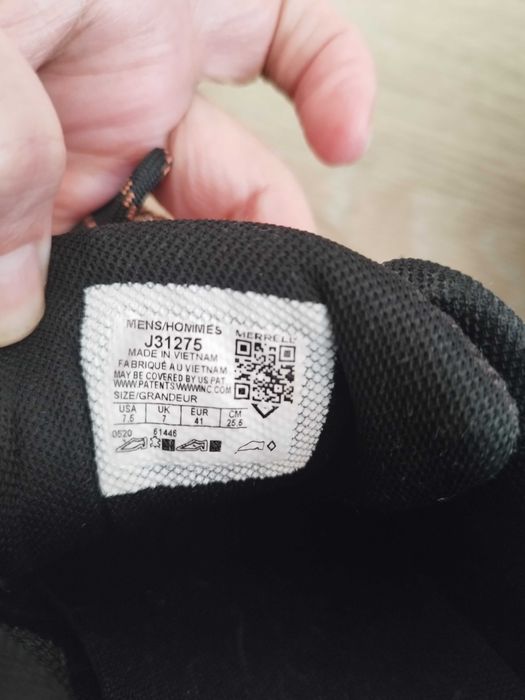 MENS/HOMMES
MERRELL
J31275
MADE IN VIETNAM
FABRIQUÉ AU VIETNAM
MAY BE COVERED BY US PAT
WWW.PATENTS.WWWINC.COM
SIZE/GRANDEUR
USA UK EUR CM
7.5 7 41 25.5
0520 61446